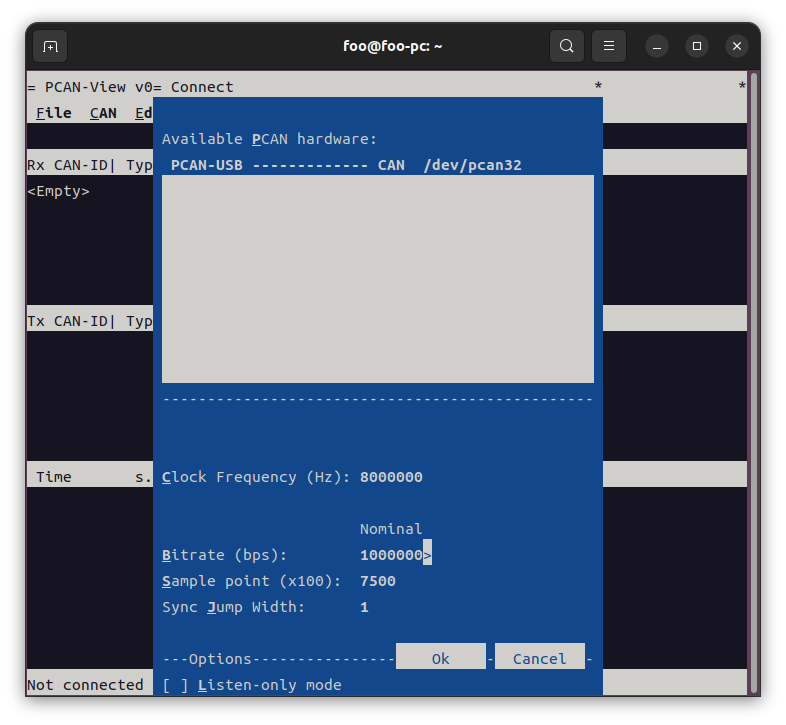 foo@foo-pc: ~
= PCAN-View v0= Connect * *
File CAN Ed
Available PCAN hardware:
Rx CAN-ID| Typ PCAN-USB ------------- CAN /dev/pcan32
<Empty>
Tx CAN-ID| Typ
------------------------------------------------
Time s. Clock Frequency (Hz): 8000000
Nominal
Bitrate (bps): 1000000>
Sample point (x100): 7500
Sync Jump Width: 1
---Options---------------- Ok - Cancel -
Not connected [ ] Listen-only mode